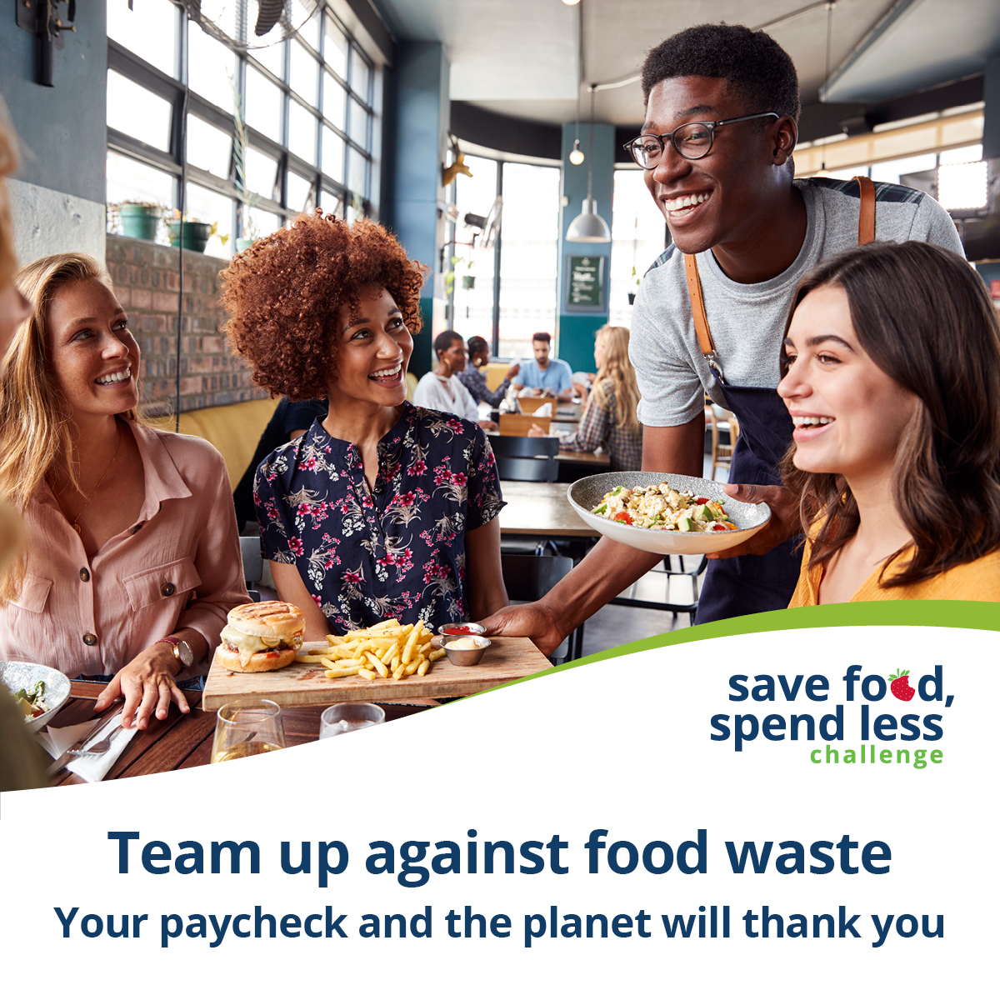 save food,
spend less
challenge
Team up against food waste
Your paycheck and the planet will thank you